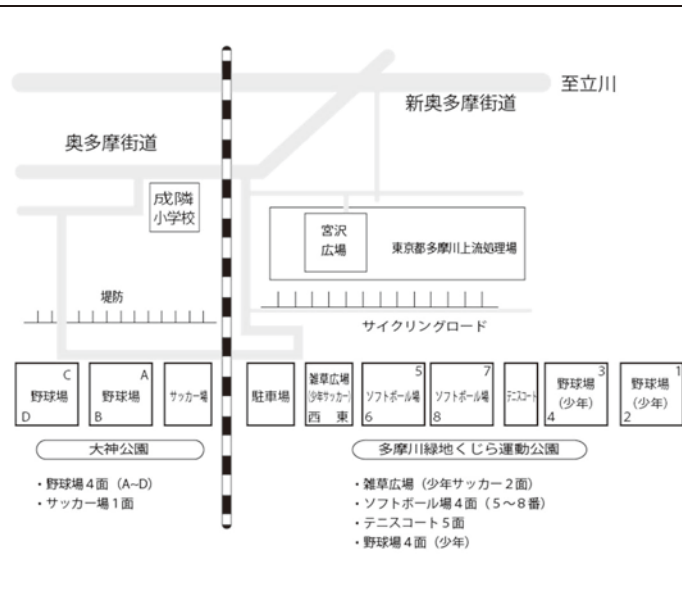 至立川
新奥多摩街道
奥多摩街道
成隣
小学校
宮沢
広場
東京都多摩川上流処理場
堤防
サイクリングロード
C
野球場
D
A
野球場
B
サッカー場
駐車場
雑草広場
(少年サッカー)
西 東
5
ソフトボール場
6
7
ソフトボール場
8
テニスコート
3
野球場
(少年)
4
1
野球場
(少年)
2
大神公園
多摩川緑地くじら運動公園
・野球場4面（A~D）
・サッカー場1面
・雑草広場（少年サッカー2面）
・ソフトボール場4面（5〜8番）
・テニスコート5面
・野球場4面（少年）